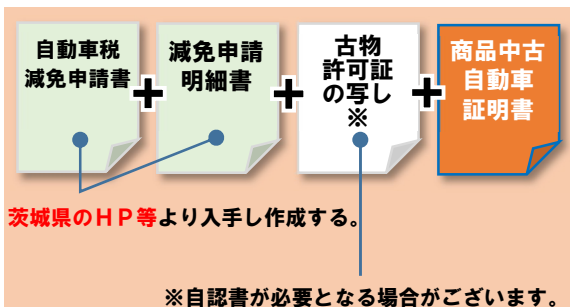 自動車税
減免申請書
+
減免申請
明細書
+
古物
許可証
の写し
※
+
商品中古
自動車
証明書
茨城県のＨＰ等より入手し作成する。
※自認書が必要となる場合がございます。